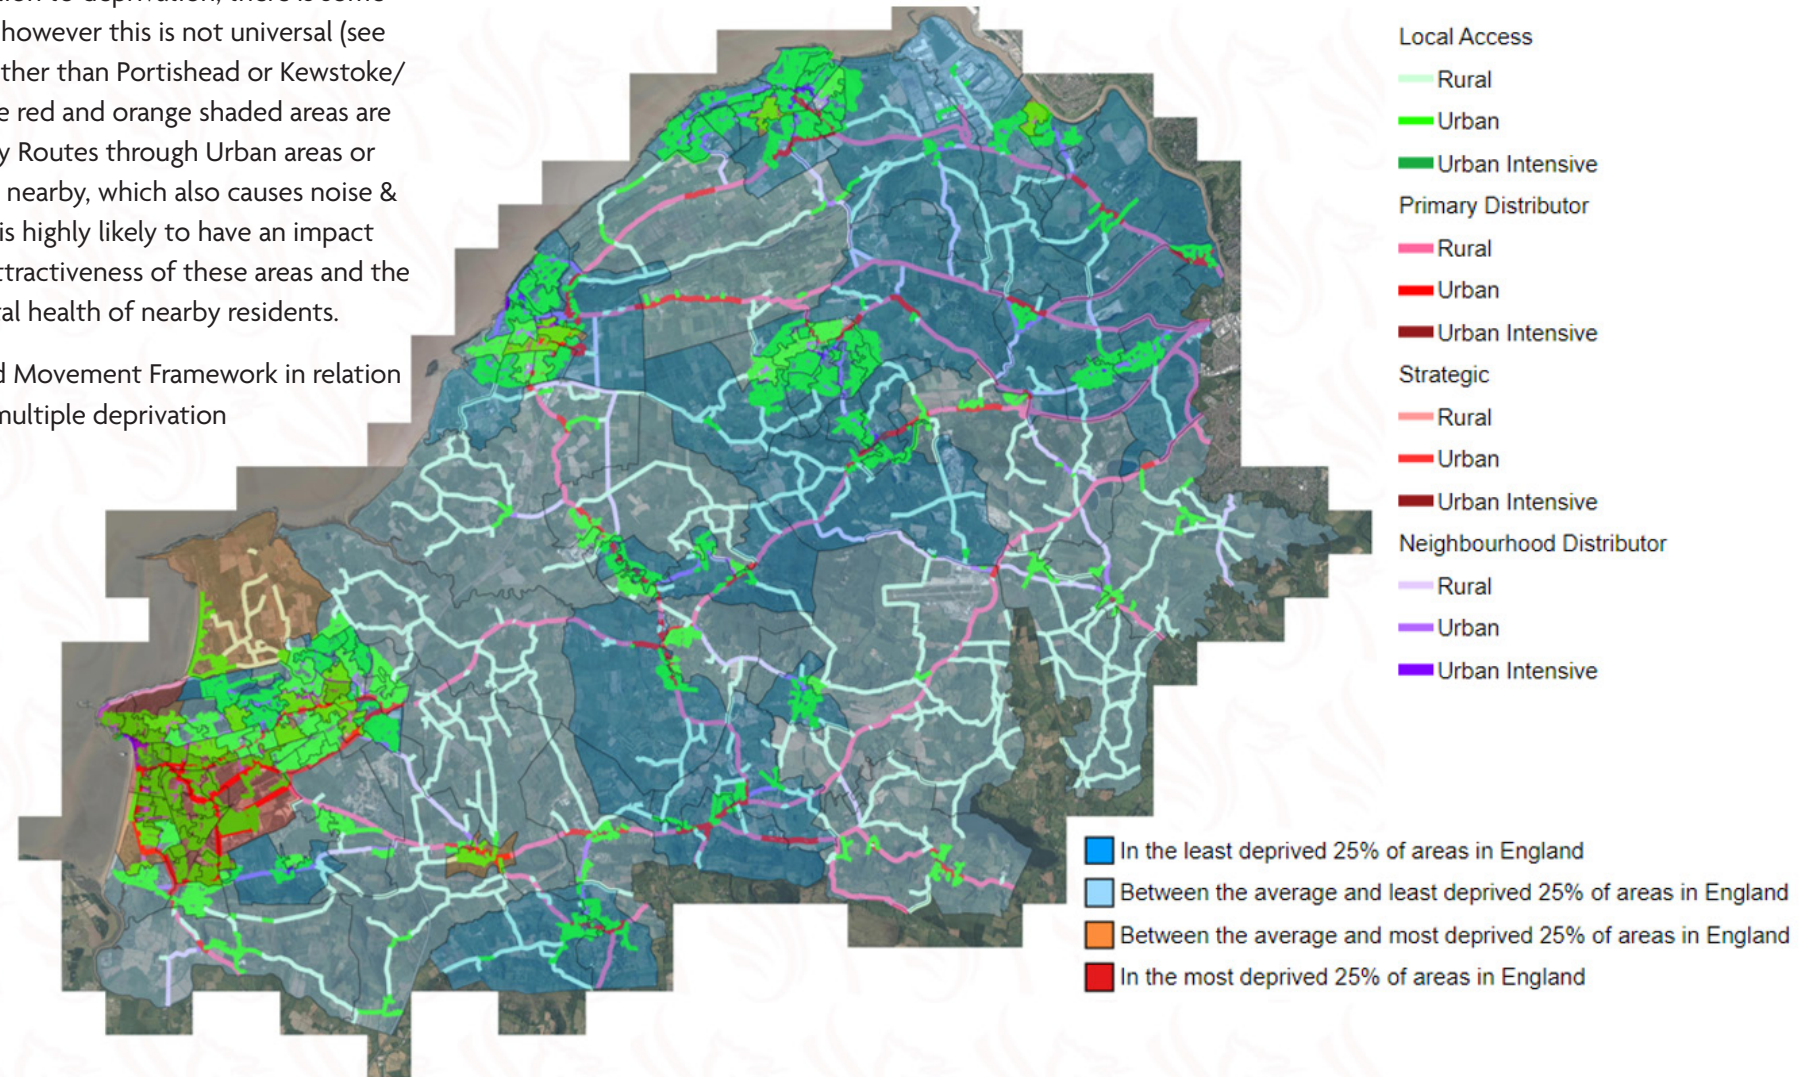 however this is not universal (see
ther than Portishead or Kewstoke/
e red and orange shaded areas are
y Routes through Urban areas or
nearby, which also causes noise &
is highly likely to have an impact
ttractiveness of these areas and the
al health of nearby residents.
d Movement Framework in relation
multiple deprivation
Local Access
Rural
Urban
Urban Intensive
Primary Distributor
Rural
Urban
Urban Intensive
Strategic
Rural
Urban
Urban Intensive
Neighbourhood Distributor
Rural
Urban
Urban Intensive
In the least deprived 25% of areas in England
Between the average and least deprived 25% of areas in England
Between the average and most deprived 25% of areas in England
In the most deprived 25% of areas in England